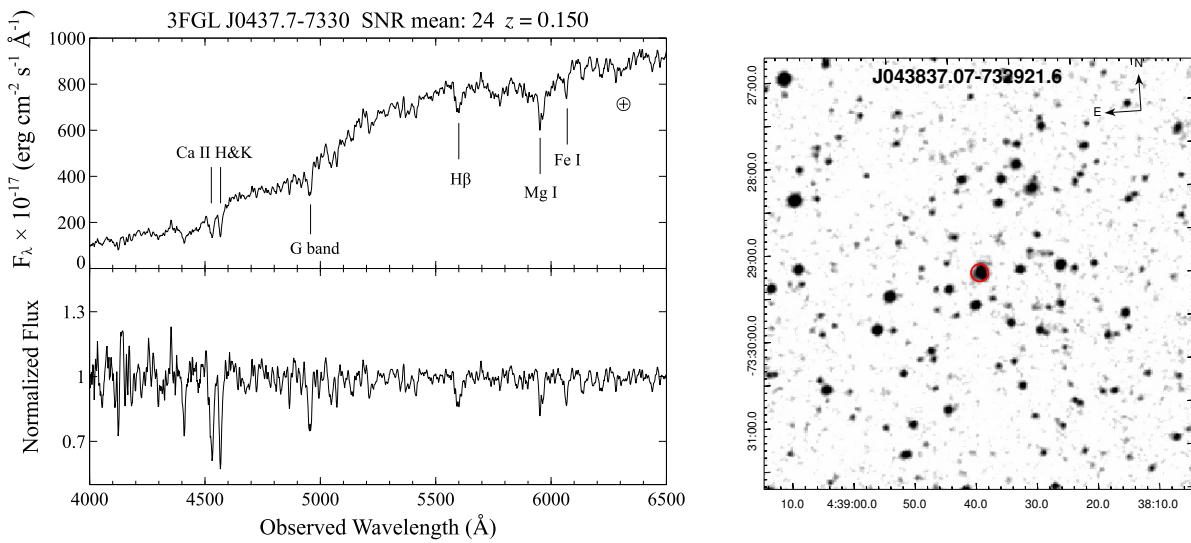 3FGL J0437.7-7330 SNR mean: 24 z = 0.150
F_λ × 10^-17 (erg cm^-2 s^-1 Å^-1)
1000
800
600
400
200
0
Ca II H&K
G band
Hβ
Mg I
Fe I
⊕
Normalized Flux
1.3
1
0.7
4000 4500 5000 5500 6000 6500
Observed Wavelength (Å)
J043837.07-732921.6
N
E
27:00.0
28:00.0
29:00.0
-73:30:00.0
31:00.0
10.0 4:39:00.0 50.0 40.0 30.0 20.0 38:10.0